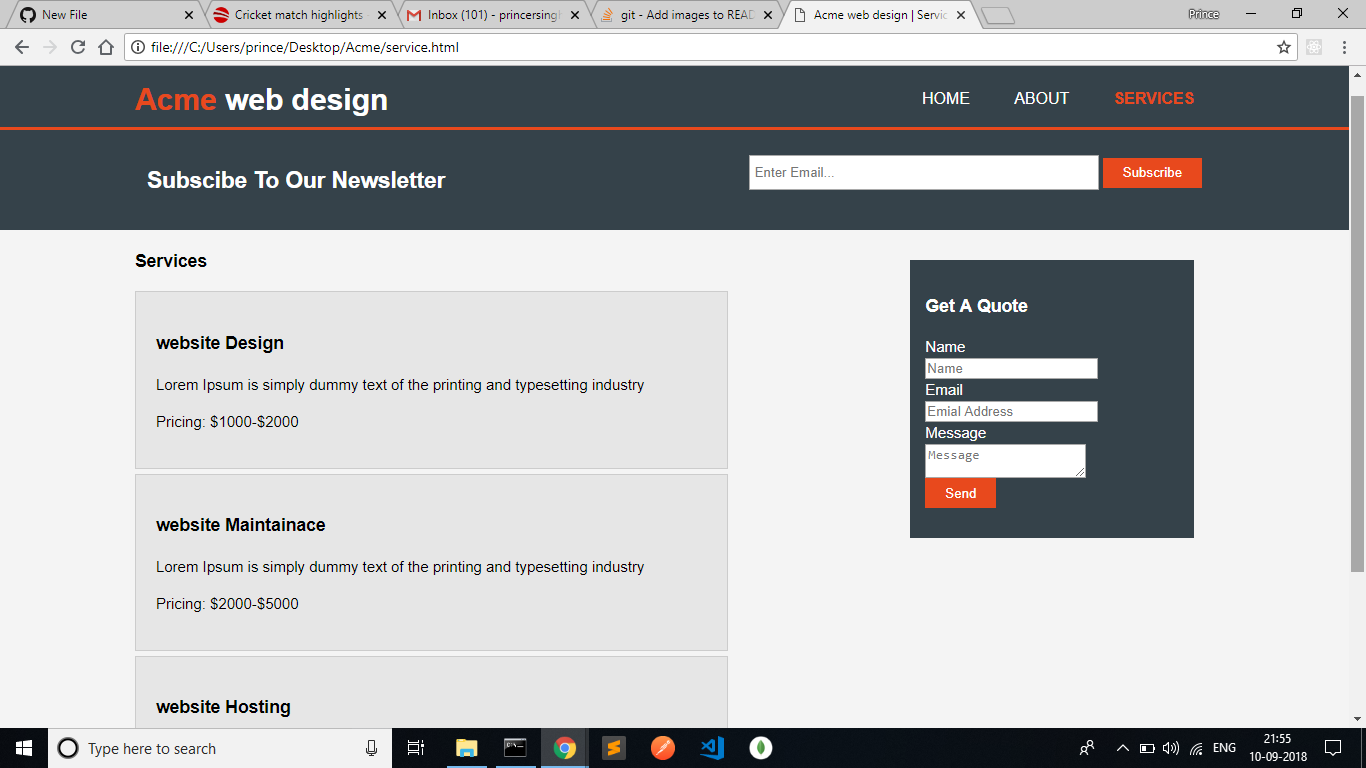 New File
Cricket match highlights
Inbox (101) - princersingh
git - Add images to READ
Acme web design | Servic
Prince
file:///C:/Users/prince/Desktop/Acme/service.html
Acme web design
HOME ABOUT SERVICES
Subscibe To Our Newsletter
Enter Email... Subscribe
Services
website Design
Lorem Ipsum is simply dummy text of the printing and typesetting industry
Pricing: $1000-$2000
website Maintainace
Lorem Ipsum is simply dummy text of the printing and typesetting industry
Pricing: $2000-$5000
website Hosting
Get A Quote
Name
Name
Email
Emial Address
Message
Message
Send
Type here to search
ENG
21:55
10-09-2018